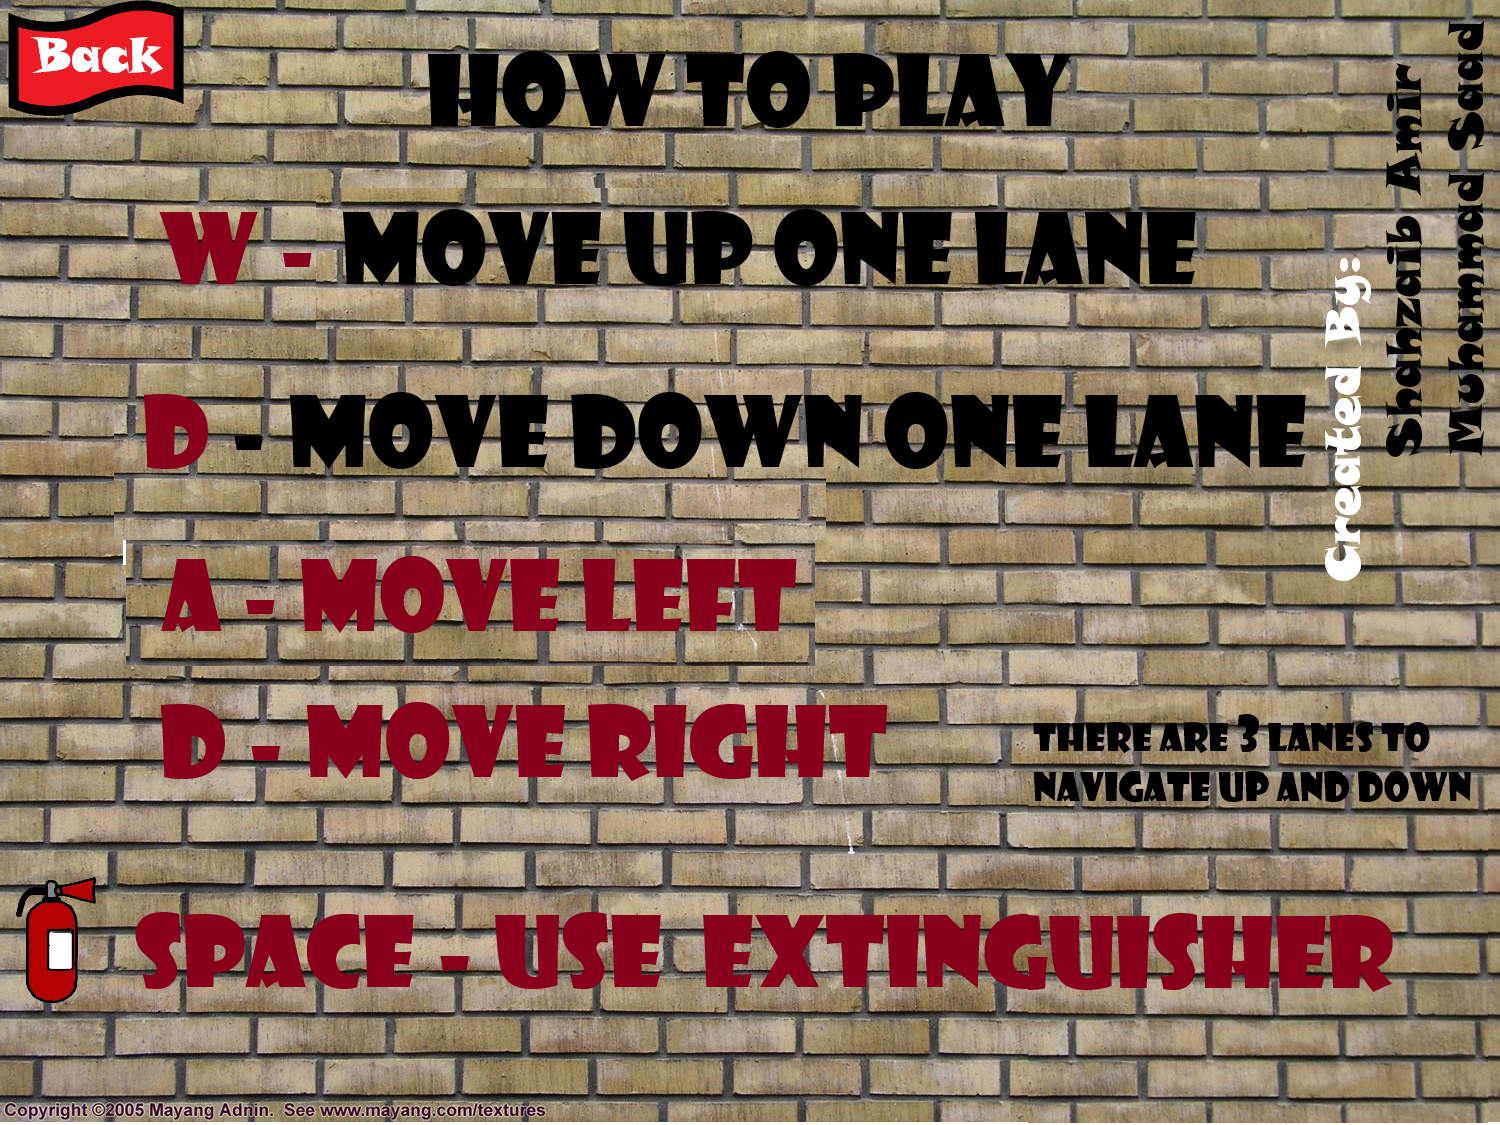 Back
HOW TO PLAY
W - MOVE UP ONE LANE
D - MOVE DOWN ONE LANE
A - MOVE LEFT
D - MOVE RIGHT
THERE ARE 3 LANES TO
NAVIGATE UP AND DOWN
SPACE - USE EXTINGUISHER
Created By:
Shahzaib Amir
Muhammad Saad
Copyright ©2005 Mayang Adnin. See www.mayang.com/textures